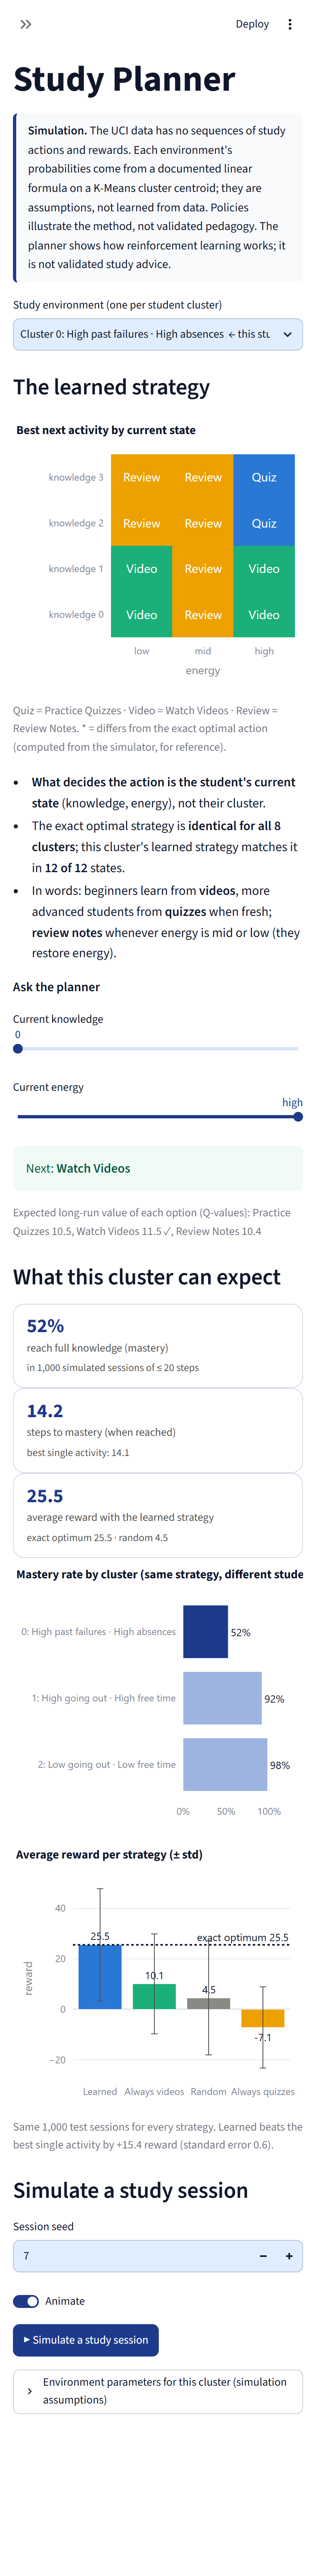 Deploy
Study Planner
Simulation. The UCI data has no sequences of study
actions and rewards. Each environment's
probabilities come from a documented linear
formula on a K-Means cluster centroid; they are
assumptions, not learned from data. Policies
illustrate the method, not validated pedagogy. The
planner shows how reinforcement learning works; it
is not validated study advice.
Study environment (one per student cluster)
Cluster 0: High past failures · High absences ← this stu
The learned strategy
Best next activity by current state
knowledge 3 Review Review Quiz
knowledge 2 Review Review Quiz
knowledge 1 Video Review Video
knowledge 0 Video Review Video
low mid high
energy
Quiz = Practice Quizzes · Video = Watch Videos · Review =
Review Notes. * = differs from the exact optimal action
(computed from the simulator, for reference).
• What decides the action is the student's current
state (knowledge, energy), not their cluster.
• The exact optimal strategy is identical for all 8
clusters; this cluster's learned strategy matches it
in 12 of 12 states.
• In words: beginners learn from videos, more
advanced students from quizzes when fresh;
review notes whenever energy is mid or low (they
restore energy).
Ask the planner
Current knowledge
0
Current energy
high
Next: Watch Videos
Expected long-run value of each option (Q-values): Practice
Quizzes 10.5, Watch Videos 11.5 ✓, Review Notes 10.4
What this cluster can expect
52%
reach full knowledge (mastery)
in 1,000 simulated sessions of ≤ 20 steps
14.2
steps to mastery (when reached)
best single activity: 14.1
25.5
average reward with the learned strategy
exact optimum 25.5 · random 4.5
Mastery rate by cluster (same strategy, different stude
0: High past failures · High absences 52%
1: High going out · High free time 92%
2: Low going out · Low free time 98%
0% 50% 100%
Average reward per strategy (± std)
40
20
0
−20
reward
exact optimum 25.5
25.5
10.1
4.5
-7.1
Learned Always videos Random Always quizzes
Same 1,000 test sessions for every strategy. Learned beats the
best single activity by +15.4 reward (standard error 0.6).
Simulate a study session
Session seed
7 − +
Animate
▶ Simulate a study session
Environment parameters for this cluster (simulation
assumptions)